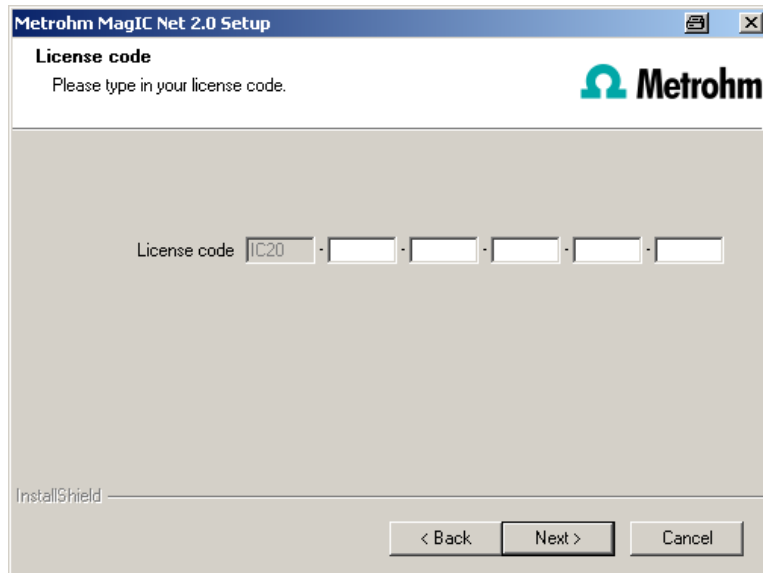 Metrohm MagIC Net 2.0 Setup
License code
Please type in your license code.
Metrohm
License code IC20 - - - - -
InstallShield
< Back Next > Cancel